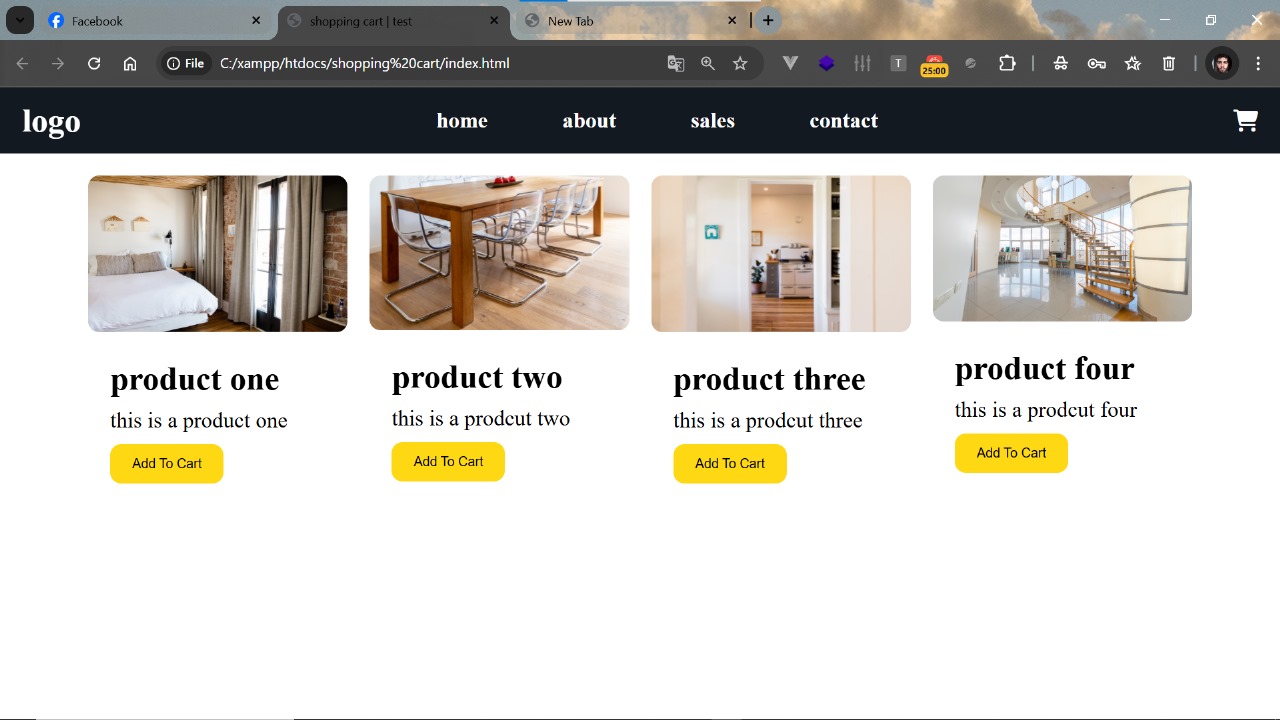 Facebook
shopping cart | test
New Tab
File
C:/xampp/htdocs/shopping%20cart/index.html
T
25:00
logo
home
about
sales
contact
product one
this is a product one
Add To Cart
product two
this is a prodcut two
Add To Cart
product three
this is a prodcut three
Add To Cart
product four
this is a prodcut four
Add To Cart